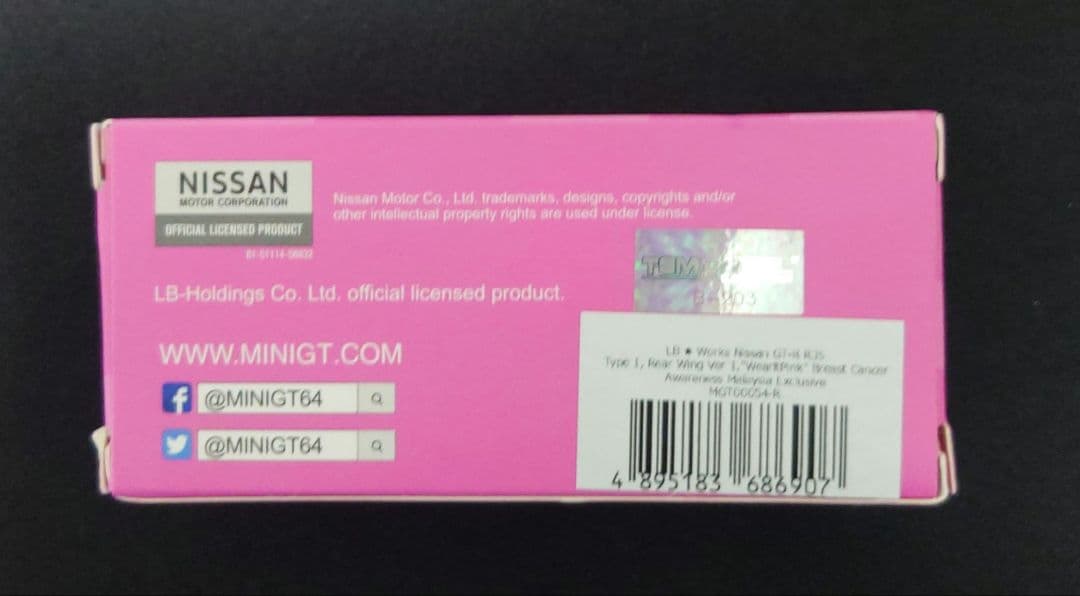 NISSAN
MOTOR CORPORATION
OFFICIAL LICENSED PRODUCT
Nissan Motor Co., Ltd. trademarks, designs, copyrights and/or
other intellectual property rights are used under license.
LB-Holdings Co. Ltd. official licensed product.
WWW.MINIGT.COM
f @MINIGT64
@MINIGT64
LB ★ Works Nissan GT-R R35
Type 1, Rear Wing Ver 1, "WearItPink" Breast Cancer
Awareness Malaysia Exclusive
MGT00054-R
4 895183 686907